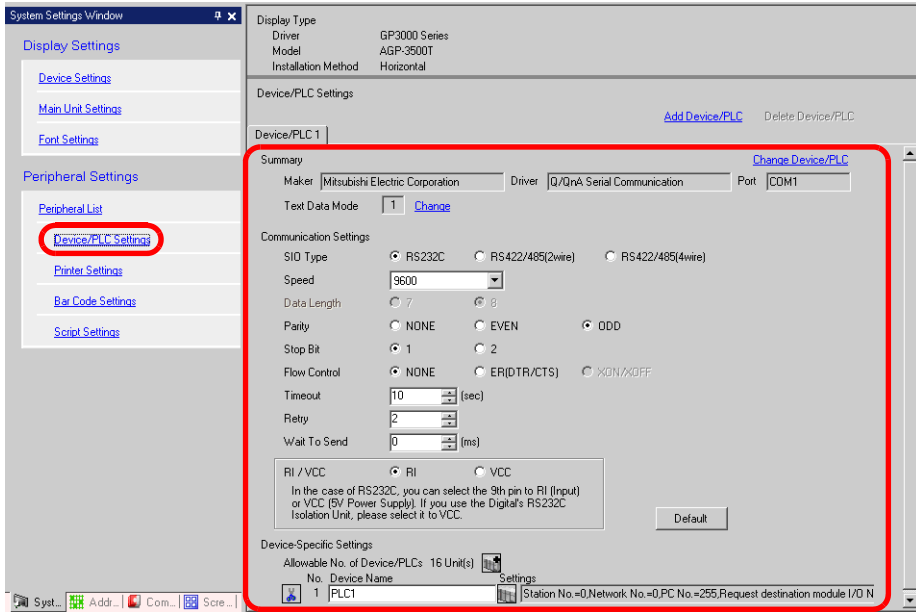 System Settings Window
Display Settings
Device Settings
Main Unit Settings
Font Settings
Peripheral Settings
Peripheral List
Device/PLC Settings
Printer Settings
Bar Code Settings
Script Settings
Syst... Addr... Com... Scre...
Display Type
Driver GP3000 Series
Model AGP-3500T
Installation Method Horizontal
Device/PLC Settings
Add Device/PLC Delete Device/PLC
Device/PLC 1
Summary Change Device/PLC
Maker Mitsubishi Electric Corporation Driver Q/QnA Serial Communication Port COM1
Text Data Mode 1 Change
Communication Settings
SIO Type RS232C RS422/485(2wire) RS422/485(4wire)
Speed 9600
Data Length 7 8
Parity NONE EVEN ODD
Stop Bit 1 2
Flow Control NONE ER(DTR/CTS) XON/XOFF
Timeout 10 (sec)
Retry 2
Wait To Send 0 (ms)
RI / VCC RI VCC
In the case of RS232C, you can select the 9th pin to RI (Input)
or VCC (5V Power Supply). If you use the Digital's RS232C
Isolation Unit, please select it to VCC.
Default
Device-Specific Settings
Allowable No. of Device/PLCs 16 Unit(s)
No. Device Name Settings
1 PLC1 Station No.=0,Network No.=0,PC No.=255,Request destination module I/O N